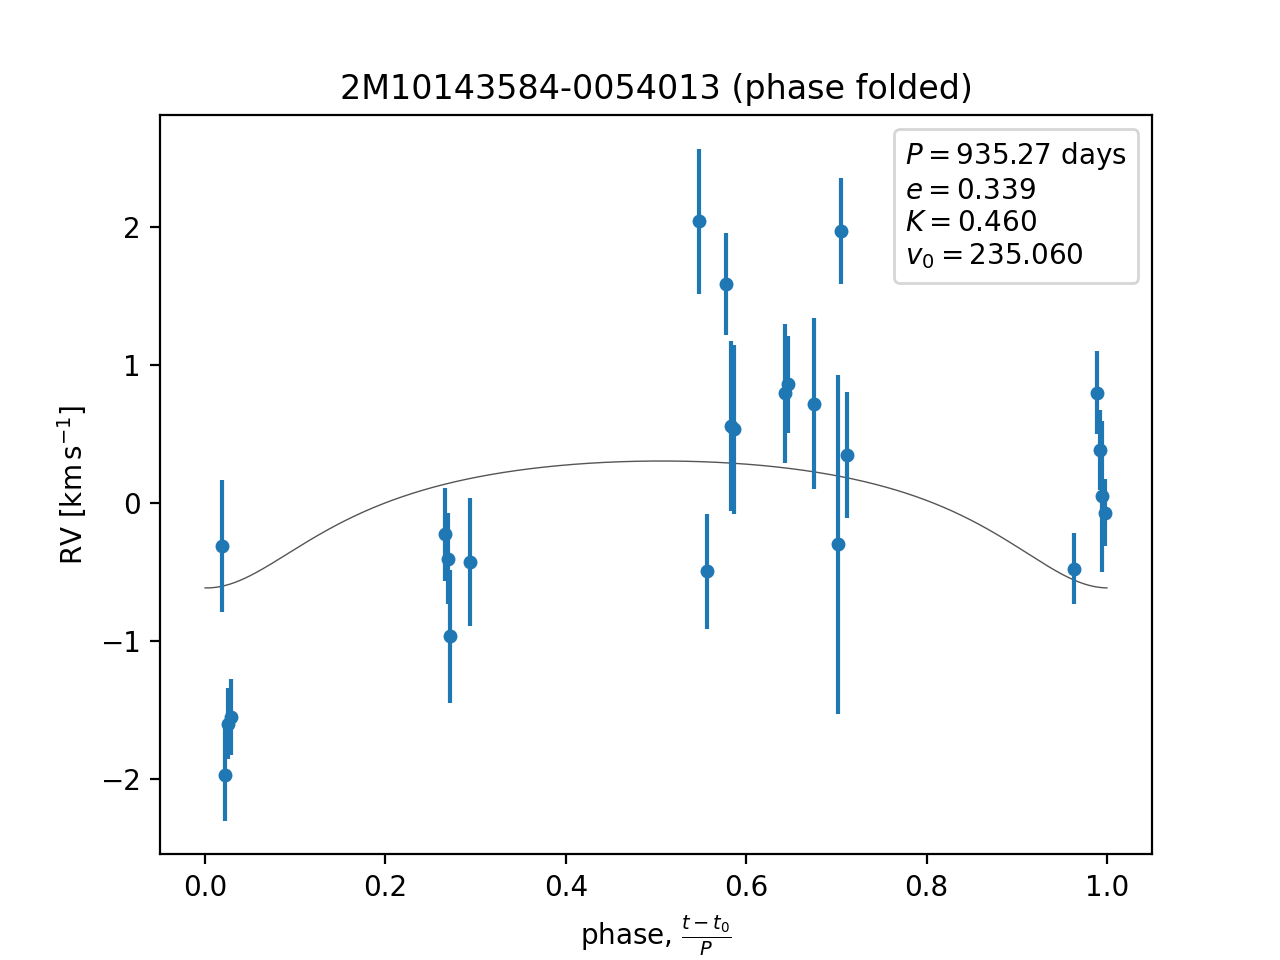 2M10143584-0054013 (phase folded)
P = 935.27 days
e = 0.339
K = 0.460
v₀ = 235.060
RV [km s⁻¹]
2
1
0
−1
−2
0.0 0.2 0.4 0.6 0.8 1.0
phase, (t − t₀)/P